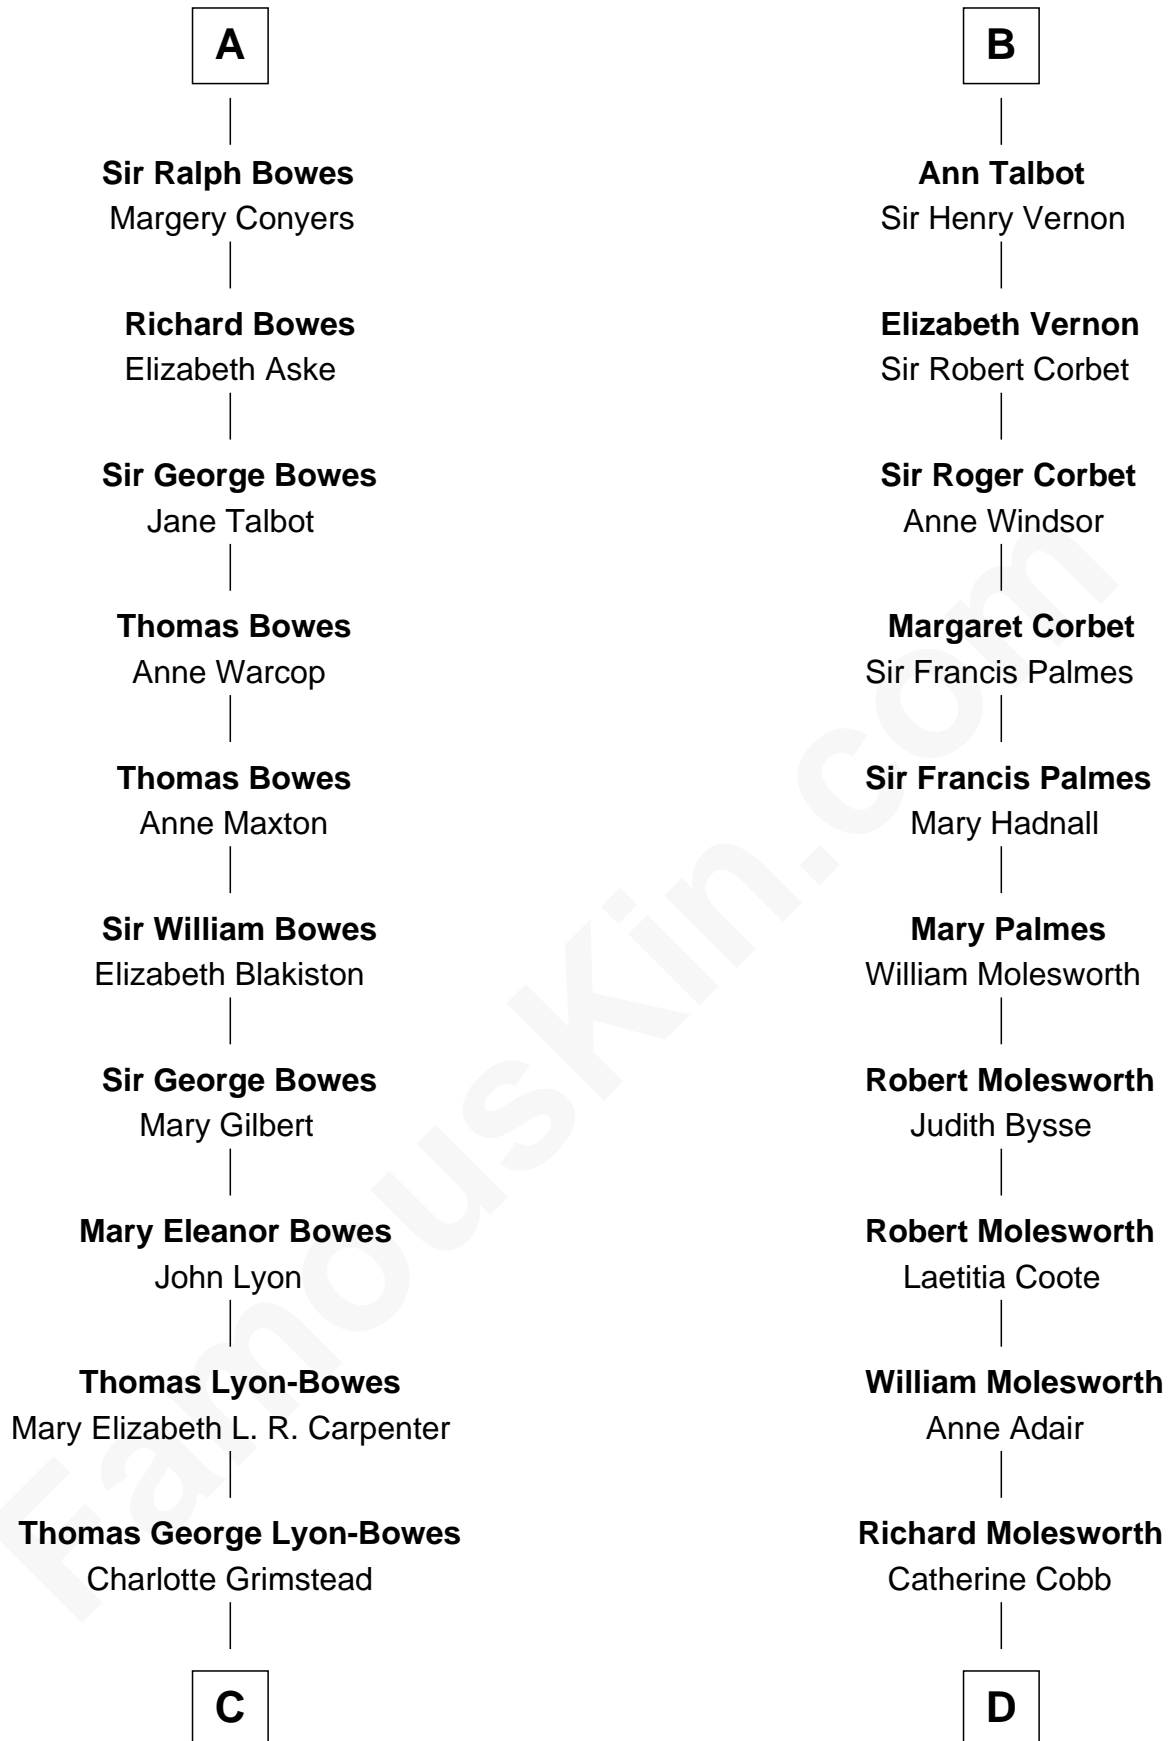 A
Sir Ralph Bowes
Margery Conyers
Richard Bowes
Elizabeth Aske
Sir George Bowes
Jane Talbot
Thomas Bowes
Anne Warcop
Thomas Bowes
Anne Maxton
Sir William Bowes
Elizabeth Blakiston
Sir George Bowes
Mary Gilbert
Mary Eleanor Bowes
John Lyon
Thomas Lyon-Bowes
Mary Elizabeth L. R. Carpenter
Thomas George Lyon-Bowes
Charlotte Grimstead
C
B
Ann Talbot
Sir Henry Vernon
Elizabeth Vernon
Sir Robert Corbet
Sir Roger Corbet
Anne Windsor
Margaret Corbet
Sir Francis Palmes
Sir Francis Palmes
Mary Hadnall
Mary Palmes
William Molesworth
Robert Molesworth
Judith Bysse
Robert Molesworth
Laetitia Coote
William Molesworth
Anne Adair
Richard Molesworth
Catherine Cobb
D
FamousKin.com